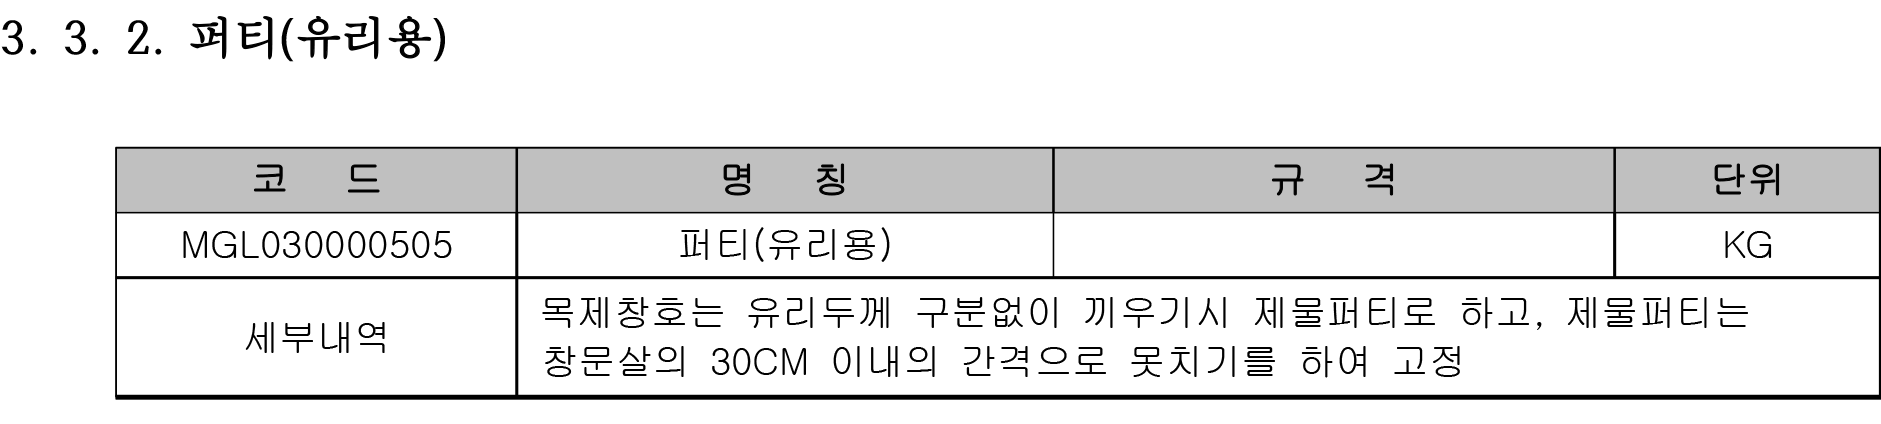 3. 3. 2. 퍼티(유리용)
코 드 명 칭 규 격 단위
MGL030000505 퍼티(유리용) KG
세부내역
목제창호는 유리두께 구분없이 끼우기시 제물퍼티로 하고, 제물퍼티는
창문살의 30CM 이내의 간격으로 못치기를 하여 고정